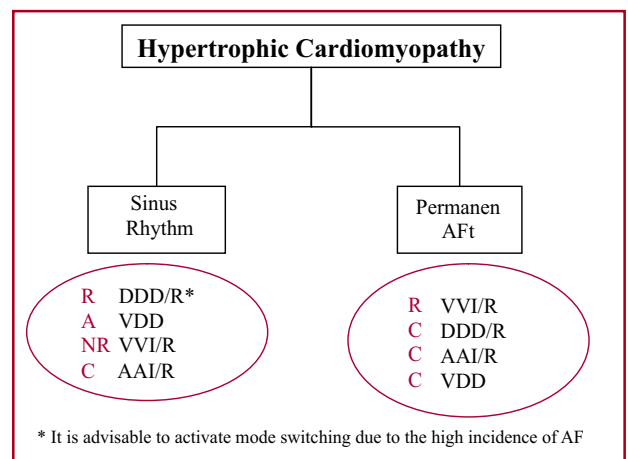 Hypertrophic Cardiomyopathy
Sinus
Rhythm
R DDD/R*
A VDD
NR VVI/R
C AAI/R
Permanen
AFt
R VVI/R
C DDD/R
C AAI/R
C VDD
* It is advisable to activate mode switching due to the high incidence of AF